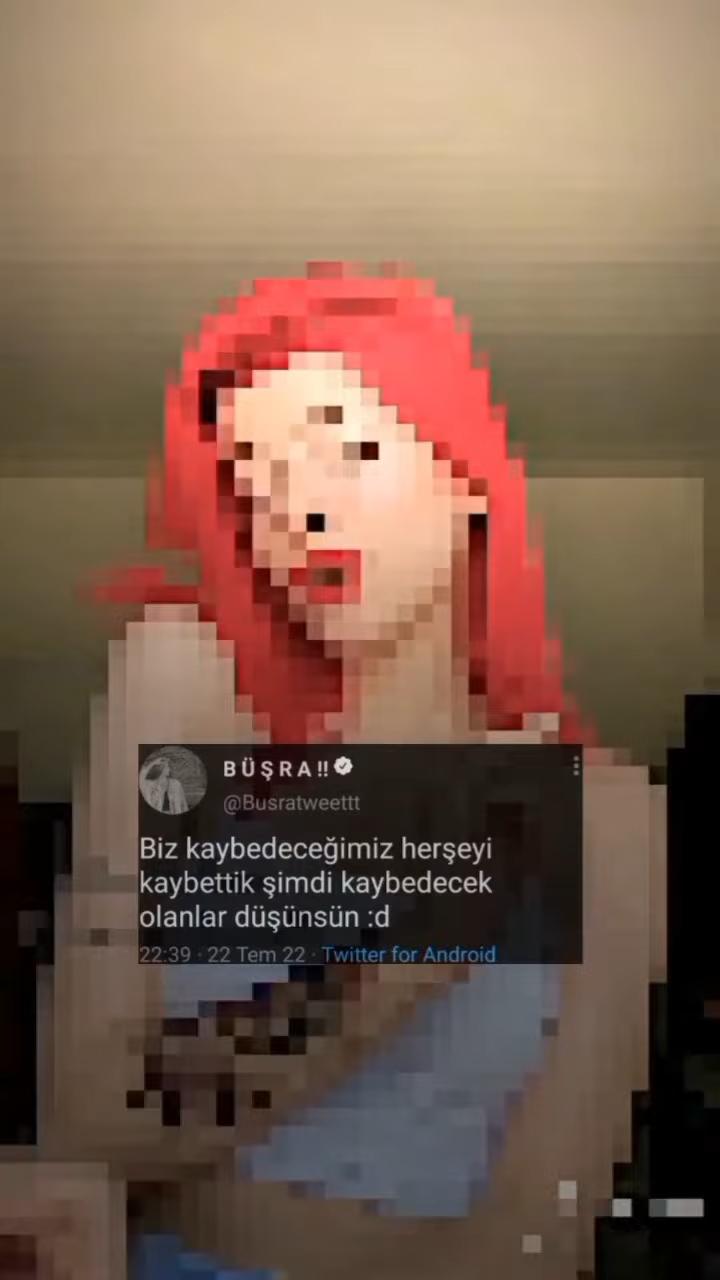 B Ü Ş R A !!
@Busratweettt
Biz kaybedeceğimiz herşeyi
kaybettik şimdi kaybedecek
olanlar düşünsün :d
22:39 · 22 Tem 22 · Twitter for Android